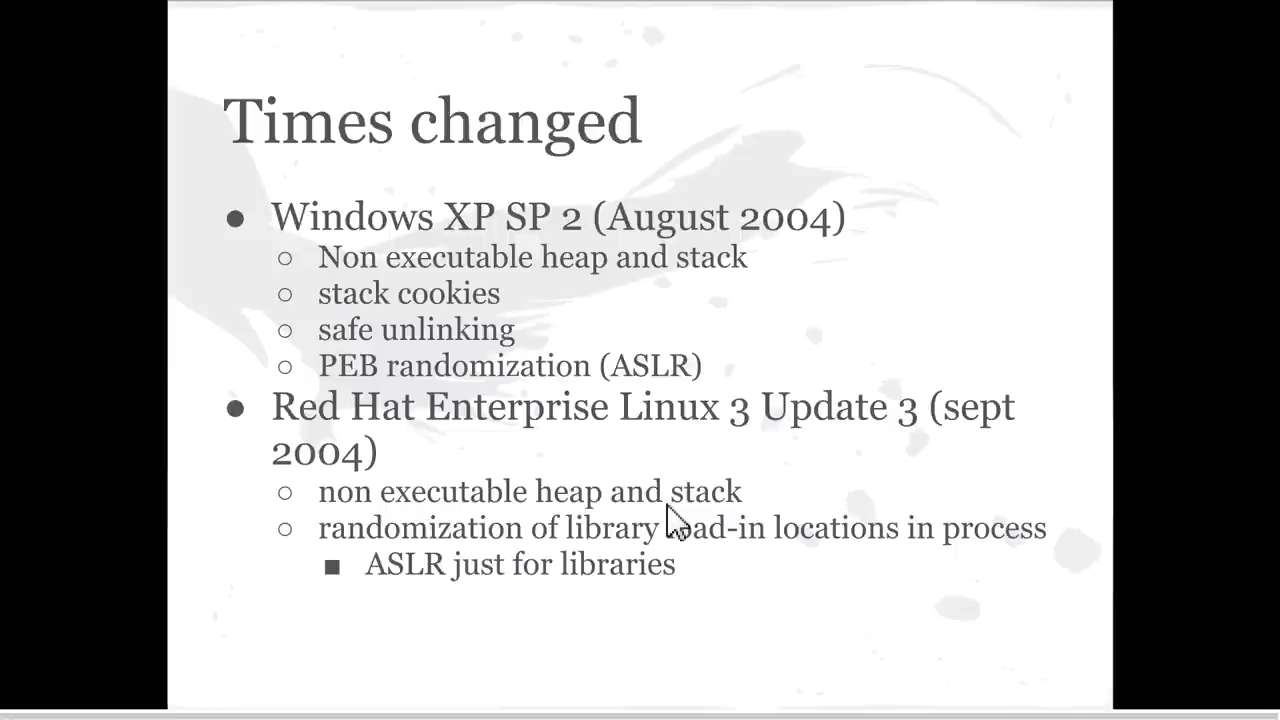 Times changed
● Windows XP SP 2 (August 2004)
○ Non executable heap and stack
○ stack cookies
○ safe unlinking
○ PEB randomization (ASLR)
● Red Hat Enterprise Linux 3 Update 3 (sept
2004)
○ non executable heap and stack
○ randomization of library load-in locations in process
■ ASLR just for libraries